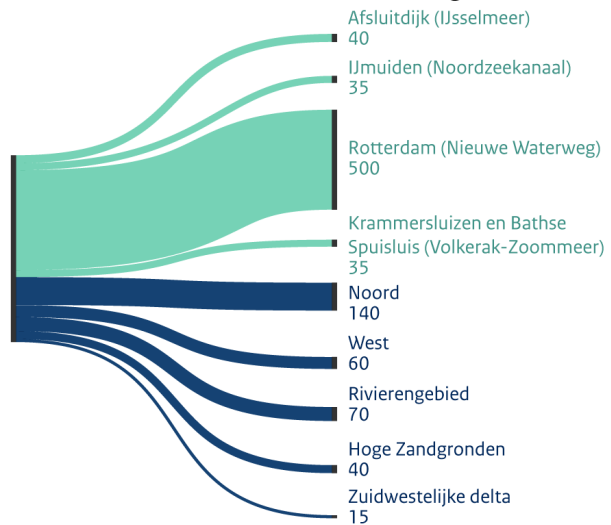 Afsluitdijk (IJsselmeer)
40
IJmuiden (Noordzeekanaal)
35
Rotterdam (Nieuwe Waterweg)
500
Krammersluizen en Bathse
Spuisluis (Volkerak-Zoommeer)
35
Noord
140
West
60
Rivierengebied
70
Hoge Zandgronden
40
Zuidwestelijke delta
15